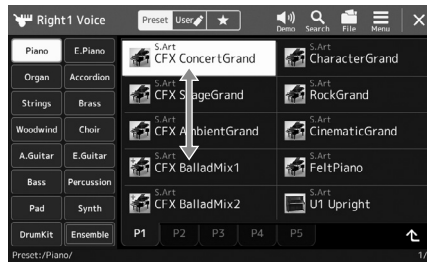 Right1 Voice
Preset User
Demo Search File Menu
Piano E.Piano
Organ Accordion
Strings Brass
Woodwind Choir
A.Guitar E.Guitar
Bass Percussion
Pad Synth
DrumKit Ensemble
S.Art
CFX ConcertGrand
S.Art
CharacterGrand
S.Art
CFX StageGrand
S.Art
RockGrand
S.Art
CFX AmbientGrand
S.Art
CinematicGrand
S.Art
CFX BalladMix1
S.Art
FeltPiano
S.Art
CFX BalladMix2
S.Art
U1 Upright
P1 P2 P3 P4 P5
Preset:/Piano/
1/